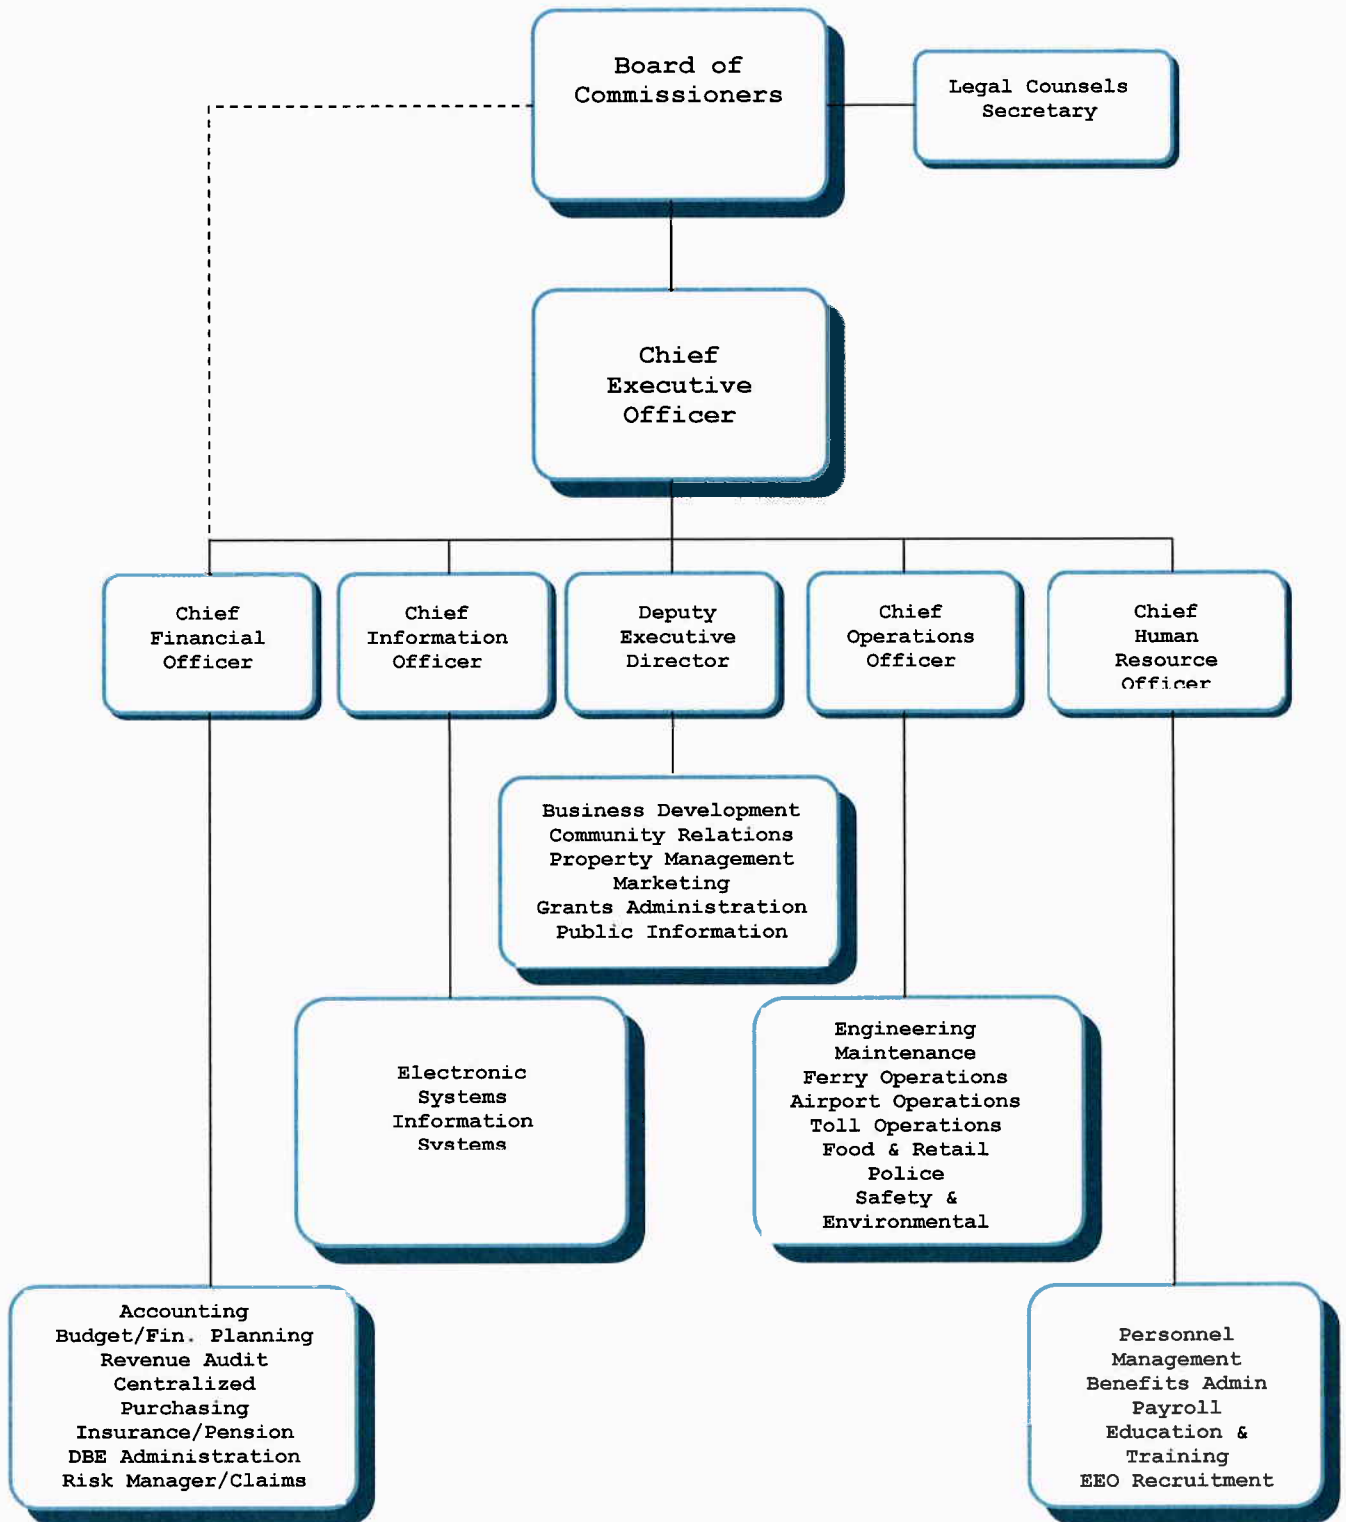 Board of
Commissioners
Legal Counsels
Secretary
Chief
Executive
Officer
Chief
Financial
Officer
Chief
Information
Officer
Deputy
Executive
Director
Chief
Operations
Officer
Chief
Human
Resource
Officer
Business Development
Community Relations
Property Management
Marketing
Grants Administration
Public Information
Electronic
Systems
Information
Systems
Engineering
Maintenance
Ferry Operations
Airport Operations
Toll Operations
Food & Retail
Police
Safety &
Environmental
Accounting
Budget/Fin. Planning
Revenue Audit
Centralized
Purchasing
Insurance/Pension
DBE Administration
Risk Manager/Claims
Personnel
Management
Benefits Admin
Payroll
Education &
Training
EEO Recruitment